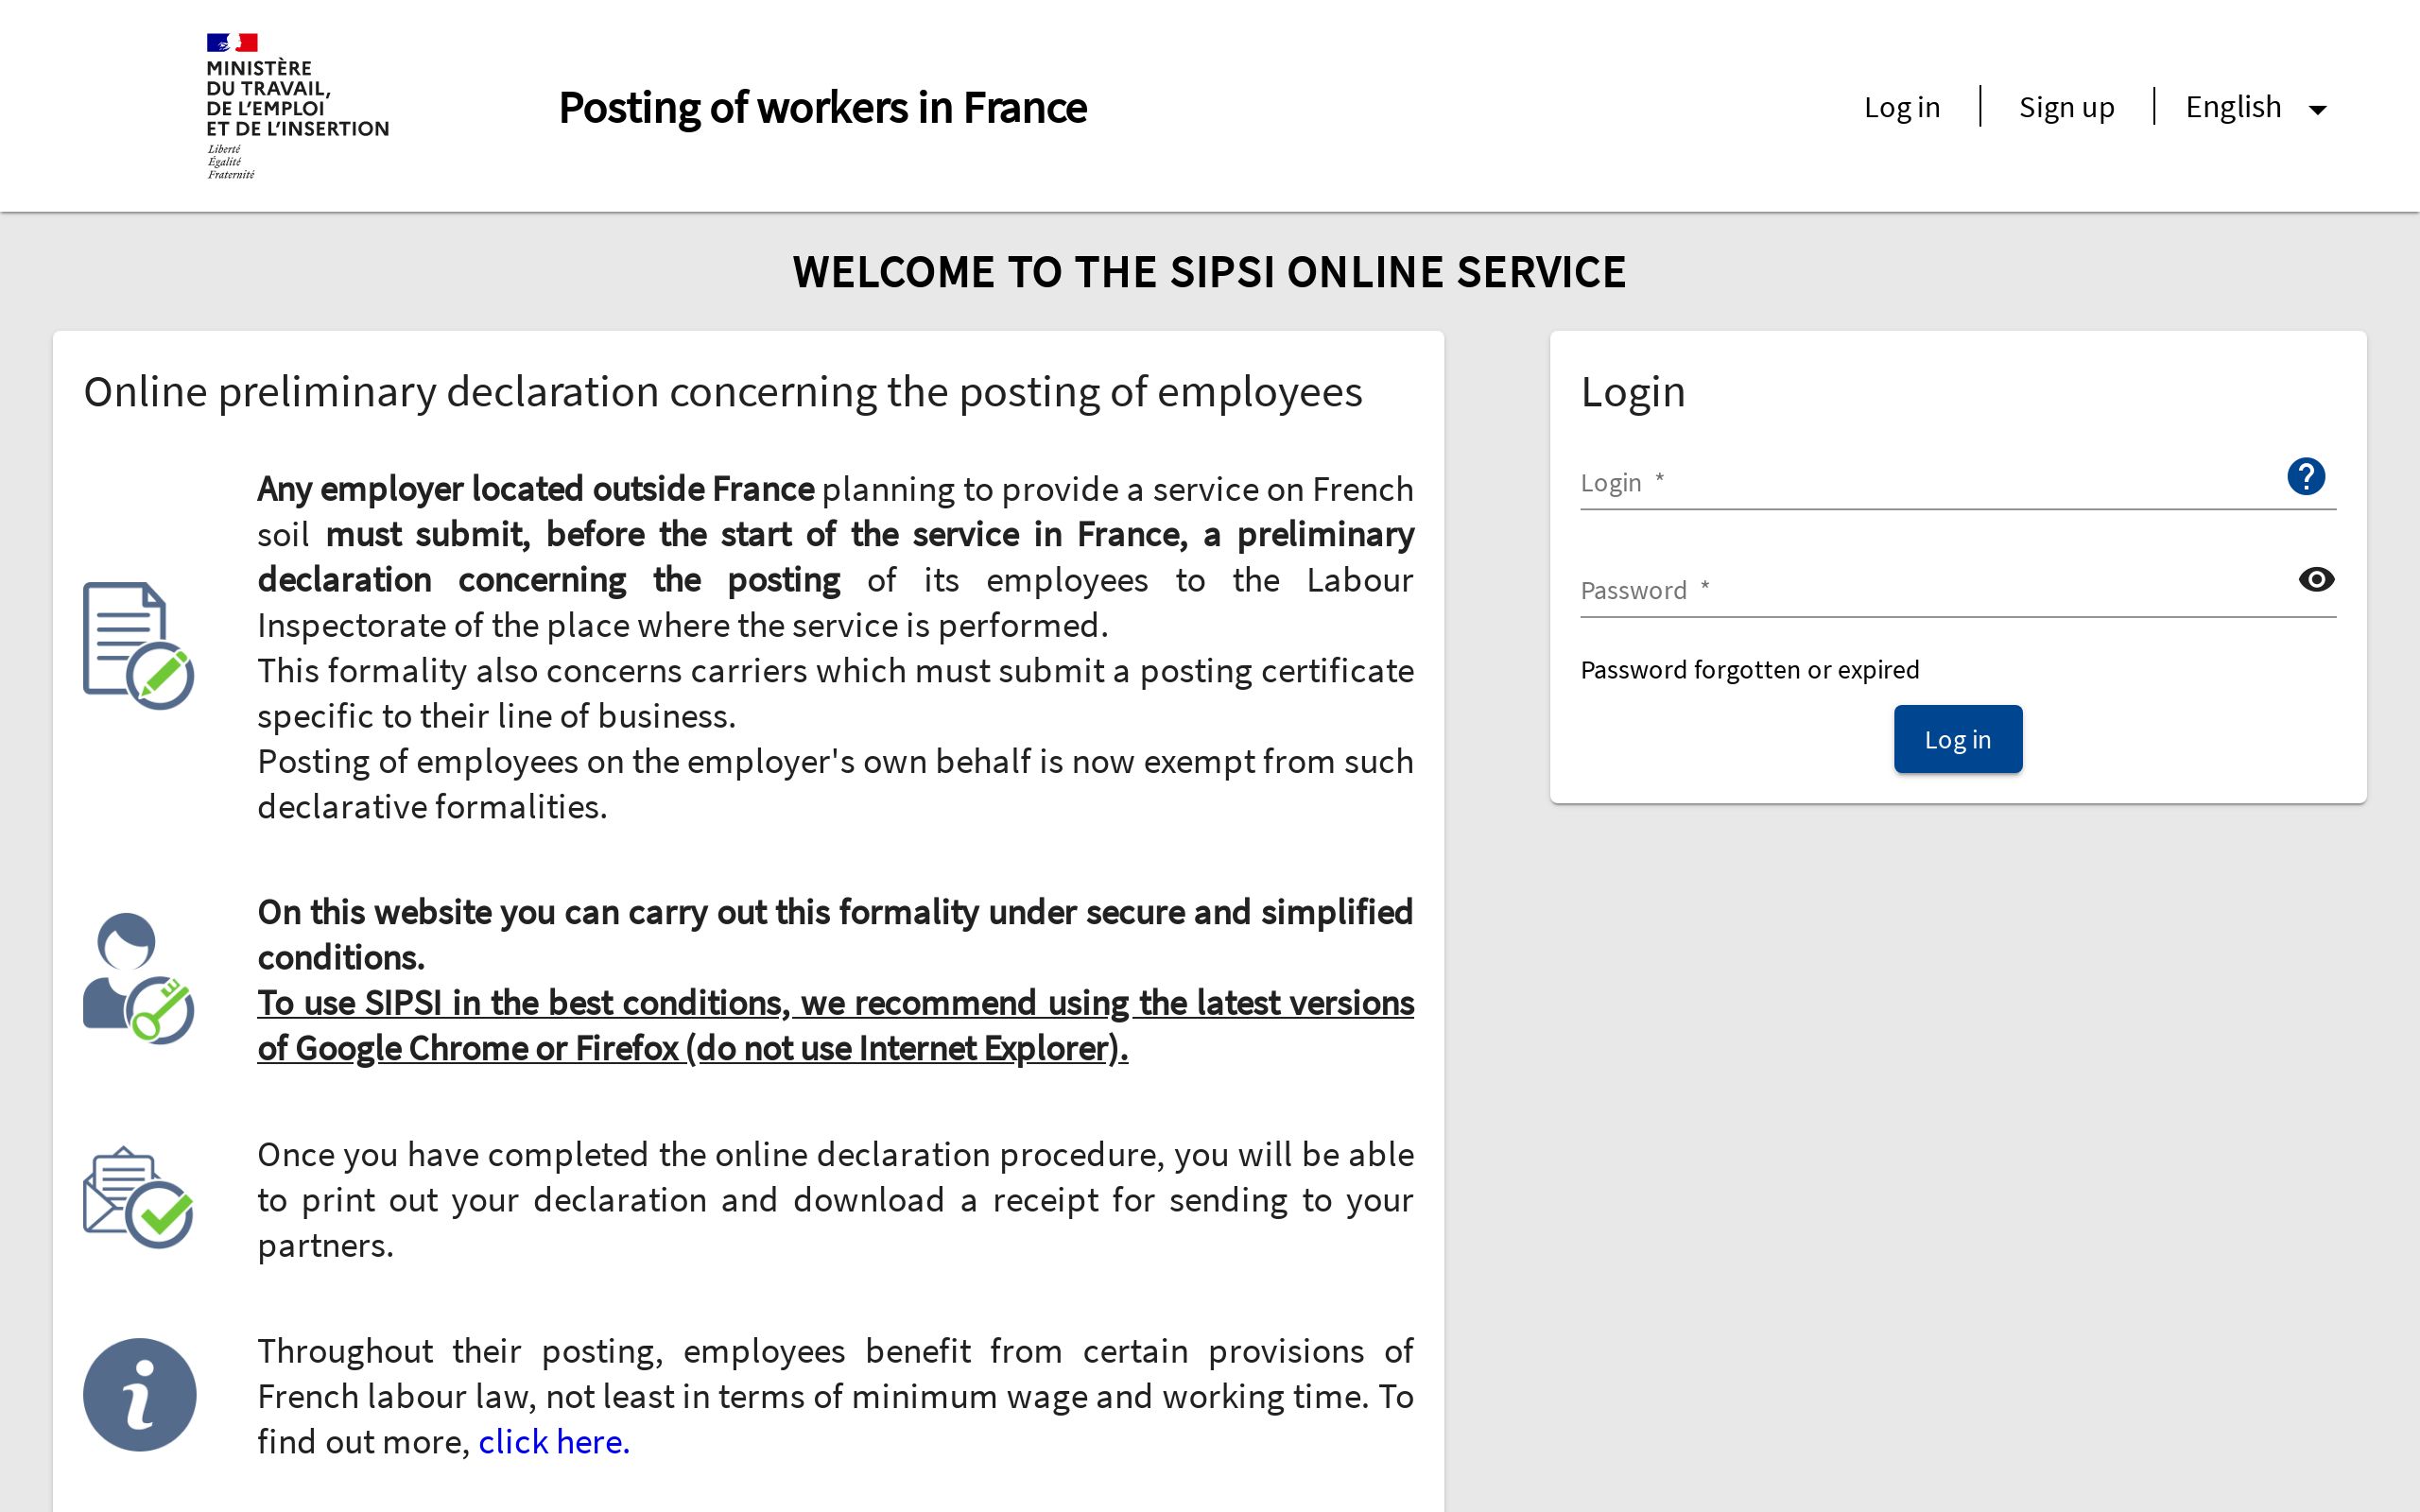 MINISTÈRE
DU TRAVAIL,
DE L'EMPLOI
ET DE L'INSERTION
Liberté
Égalité
Fraternité
Posting of workers in France
Log in
Sign up
English
WELCOME TO THE SIPSI ONLINE SERVICE
Online preliminary declaration concerning the posting of employees
Any employer located outside France planning to provide a service on French
soil must submit, before the start of the service in France, a preliminary
declaration concerning the posting of its employees to the Labour
Inspectorate of the place where the service is performed.
This formality also concerns carriers which must submit a posting certificate
specific to their line of business.
Posting of employees on the employer's own behalf is now exempt from such
declarative formalities.
On this website you can carry out this formality under secure and simplified
conditions.
To use SIPSI in the best conditions, we recommend using the latest versions
of Google Chrome or Firefox (do not use Internet Explorer).
Once you have completed the online declaration procedure, you will be able
to print out your declaration and download a receipt for sending to your
partners.
Throughout their posting, employees benefit from certain provisions of
French labour law, not least in terms of minimum wage and working time. To
find out more, click here.
Login
Login *
Password *
Password forgotten or expired
Log in